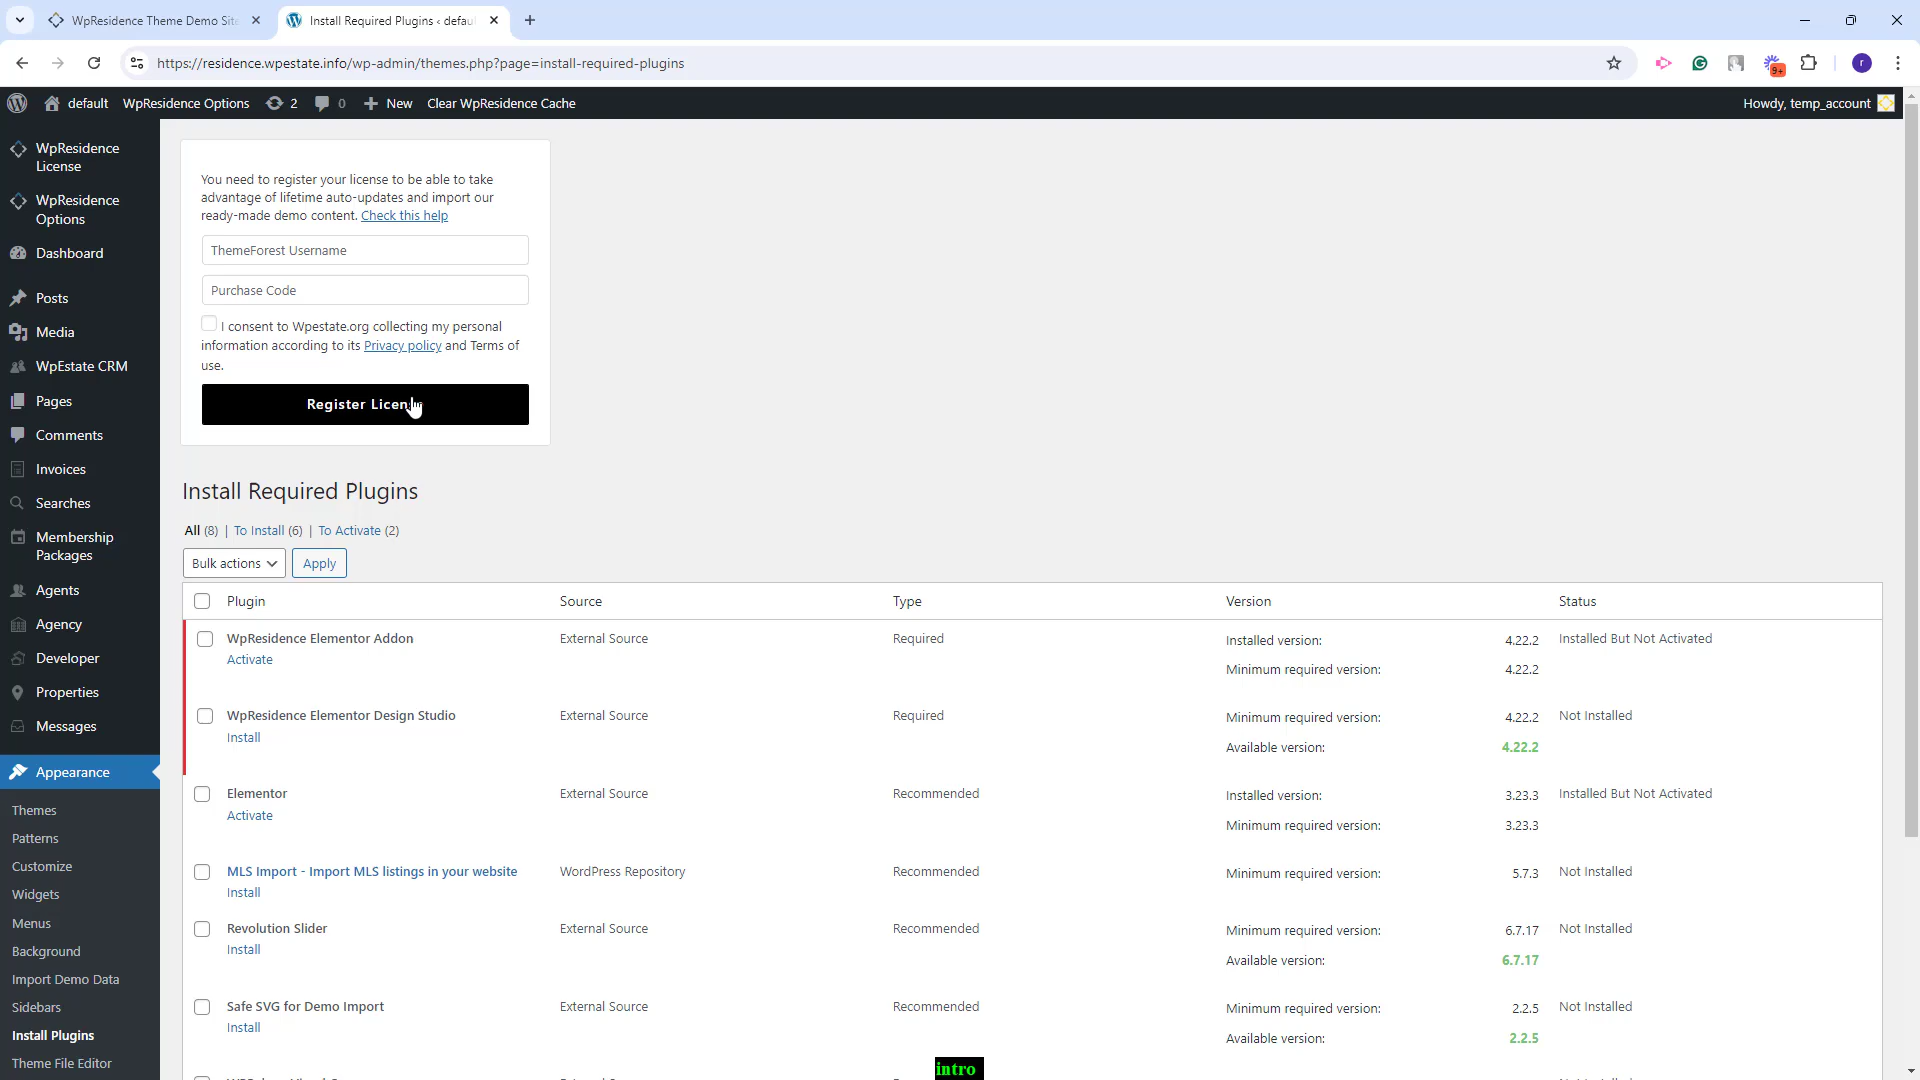 WpResidence Theme Demo Site
Install Required Plugins ‹ defau
https://residence.wpestate.info/wp-admin/themes.php?page=install-required-plugins
9+
r
default
WpResidence Options
2
0
New
Clear WpResidence Cache
Howdy, temp_account
WpResidence
License
WpResidence
Options
Dashboard
Posts
Media
WpEstate CRM
Pages
Comments
Invoices
Searches
Membership
Packages
Agents
Agency
Developer
Properties
Messages
Appearance
Themes
Patterns
Customize
Widgets
Menus
Background
Import Demo Data
Sidebars
Install Plugins
Theme File Editor
You need to register your license to be able to take
advantage of lifetime auto-updates and import our
ready-made demo content. Check this help
ThemeForest Username
Purchase Code
I consent to Wpestate.org collecting my personal
information according to its Privacy policy and Terms of
use.
Register License
Install Required Plugins
All (8) | To Install (6) | To Activate (2)
Bulk actions
Apply
Plugin Source Type Version Status
WpResidence Elementor Addon External Source Required Installed version: 4.22.2 Installed But Not Activated
Activate Minimum required version: 4.22.2
WpResidence Elementor Design Studio External Source Required Minimum required version: 4.22.2 Not Installed
Install Available version: 4.22.2
Elementor External Source Recommended Installed version: 3.23.3 Installed But Not Activated
Activate Minimum required version: 3.23.3
MLS Import - Import MLS listings in your website WordPress Repository Recommended Minimum required version: 5.7.3 Not Installed
Install
Revolution Slider External Source Recommended Minimum required version: 6.7.17 Not Installed
Install Available version: 6.7.17
Safe SVG for Demo Import External Source Recommended Minimum required version: 2.2.5 Not Installed
Install Available version: 2.2.5
intro